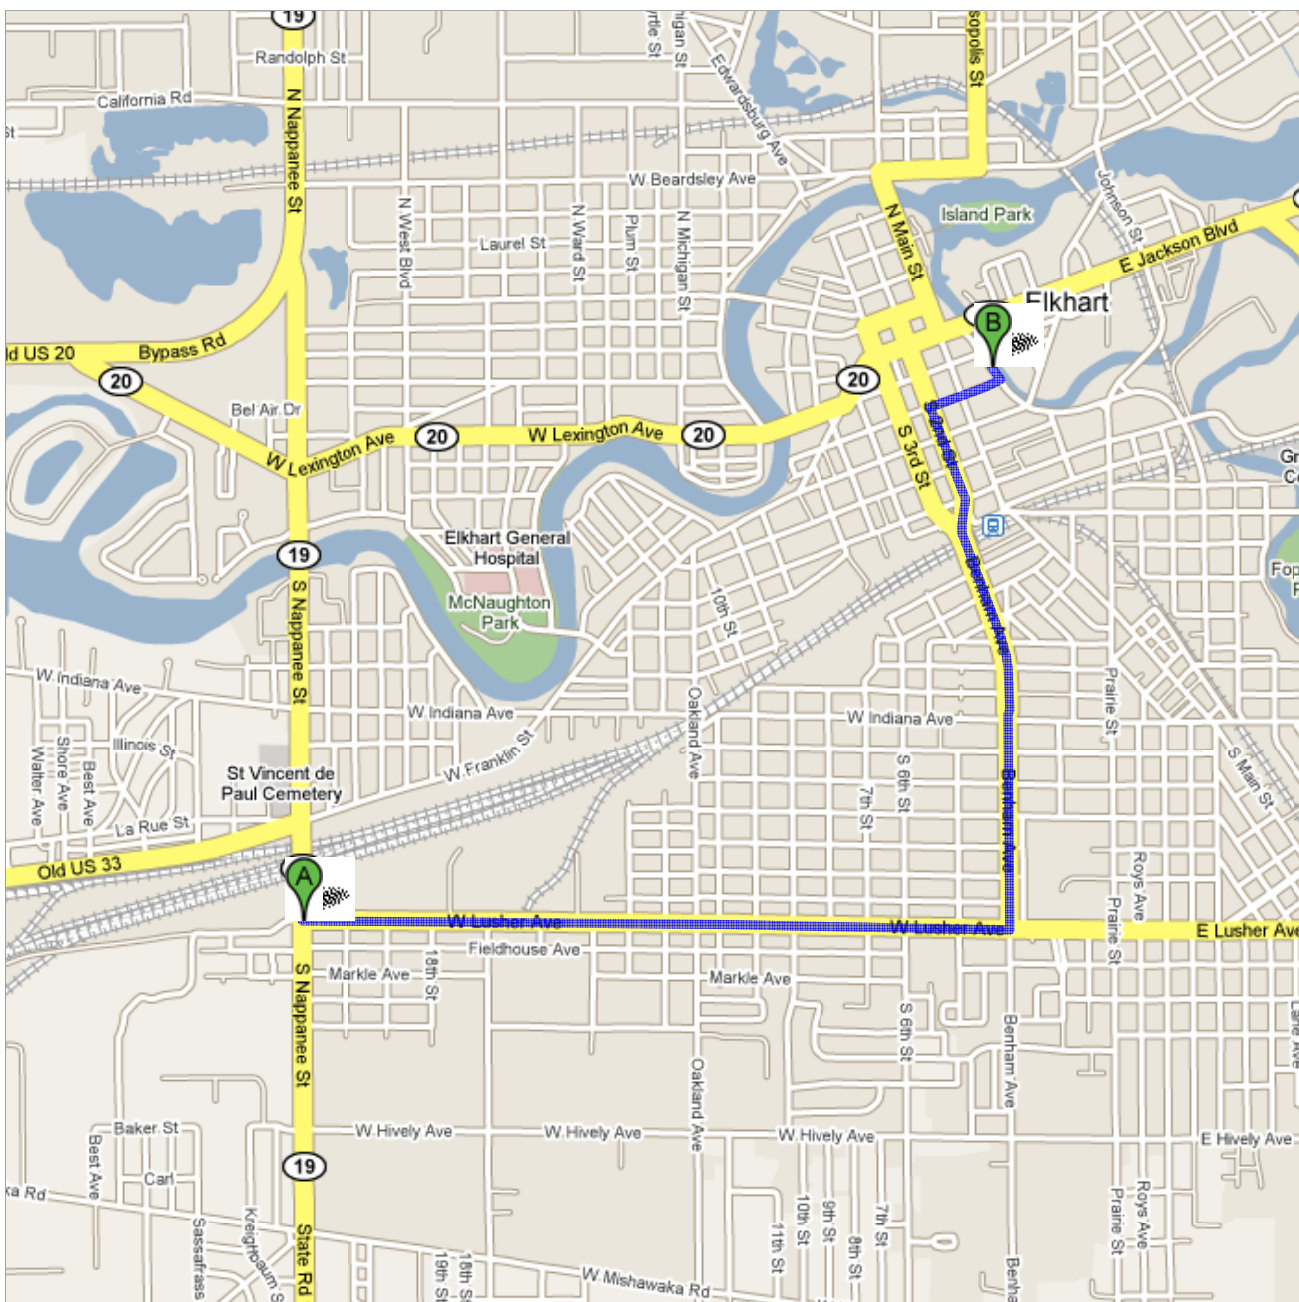 19
Randolph St
California Rd
N Nappanee St
Edwardsburg Ave
W Beardsley Ave
Johnson St
Island Park
N West Blvd
N Ward St
Plum St
N Michigan St
Laurel St
N Main St
E Jackson Blvd
Elkhart
B
Bypass Rd
20
20
20
20
Bel Air Dr
W Lexington Ave
W Lexington Ave
S 3rd St
19
Elkhart General
Hospital
McNaughton
Park
S Nappanee St
10th St
Benham Ave
W Indiana Ave
W Indiana Ave
W Indiana Ave
Oakland Ave
Prairie St
Illinois St
Shore Ave
Walter Ave
Best Ave
W Franklin St
S 6th St
7th St
S Main St
St Vincent de
Paul Cemetery
La Rue St
Old US 33
Benham Ave
Roys Ave
A
W Lusher Ave
W Lusher Ave
E Lusher Ave
Prairie St
Fieldhouse Ave
Markle Ave
18th St
Markle Ave
S Nappanee St
S 6th St
Benham Ave
Oakland Ave
Baker St
Best Ave
W Hively Ave
W Hively Ave
W Hively Ave
E Hively Ave
19
Carl
Sassafrass
Kreighbaum S
State Rd
19th St
18th St
W Mishawaka Rd
11th St
10th St
9th St
8th St
7th St
Prairie St
Roys Ave